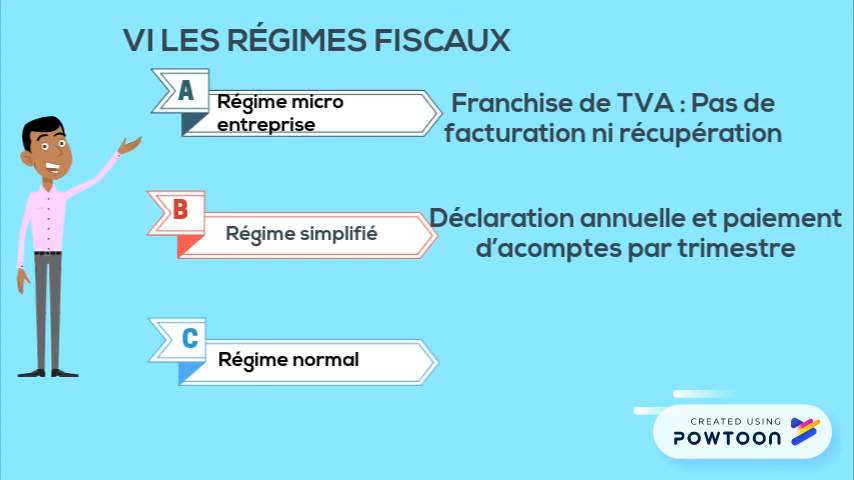 VI LES RÉGIMES FISCAUX
A
Régime micro
entreprise
Franchise de TVA : Pas de
facturation ni récupération
B
Régime simplifié
Déclaration annuelle et paiement
d'acomptes par trimestre
C
Régime normal
CREATED USING
POWTOON